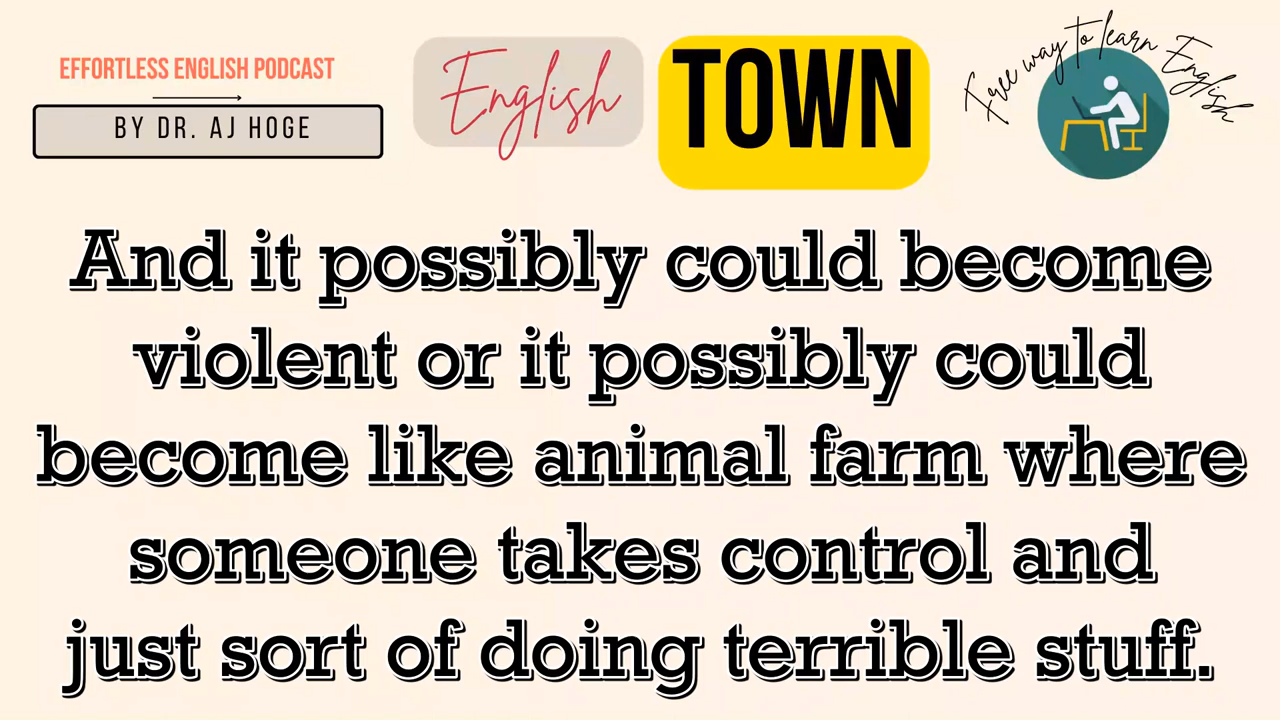 EFFORTLESS ENGLISH PODCAST
BY DR. AJ HOGE
English
TOWN
Free way to learn English
And it possibly could become
violent or it possibly could
become like animal farm where
someone takes control and
just sort of doing terrible stuff.